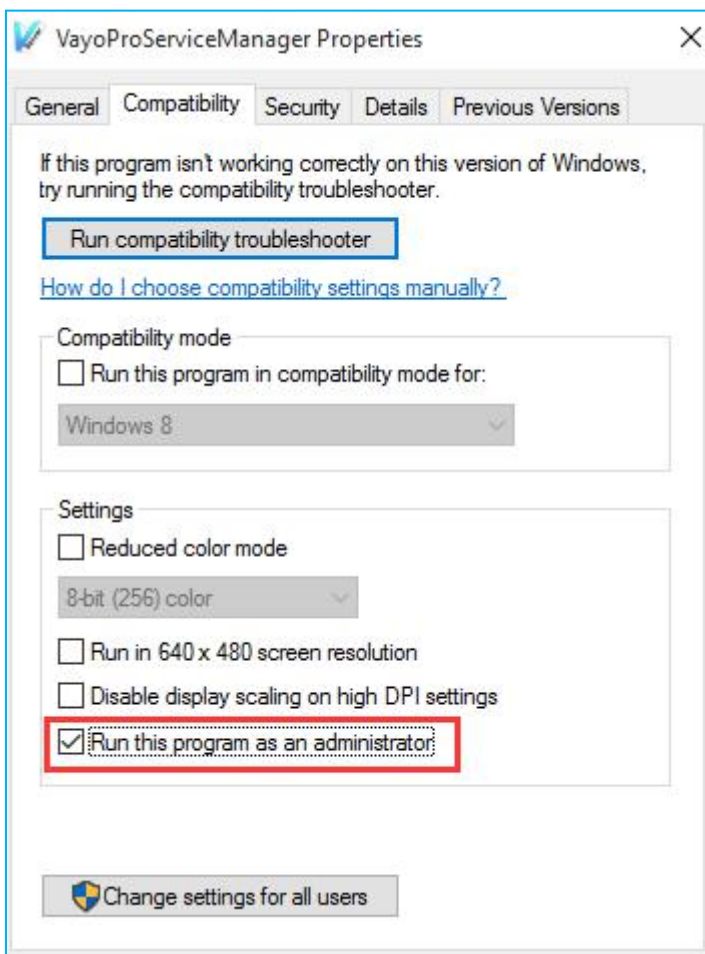 VayoProServiceManager Properties
General Compatibility Security Details Previous Versions
If this program isn't working correctly on this version of Windows,
try running the compatibility troubleshooter.
Run compatibility troubleshooter
How do I choose compatibility settings manually?
Compatibility mode
Run this program in compatibility mode for:
Windows 8
Settings
Reduced color mode
8-bit (256) color
Run in 640 x 480 screen resolution
Disable display scaling on high DPI settings
Run this program as an administrator
Change settings for all users